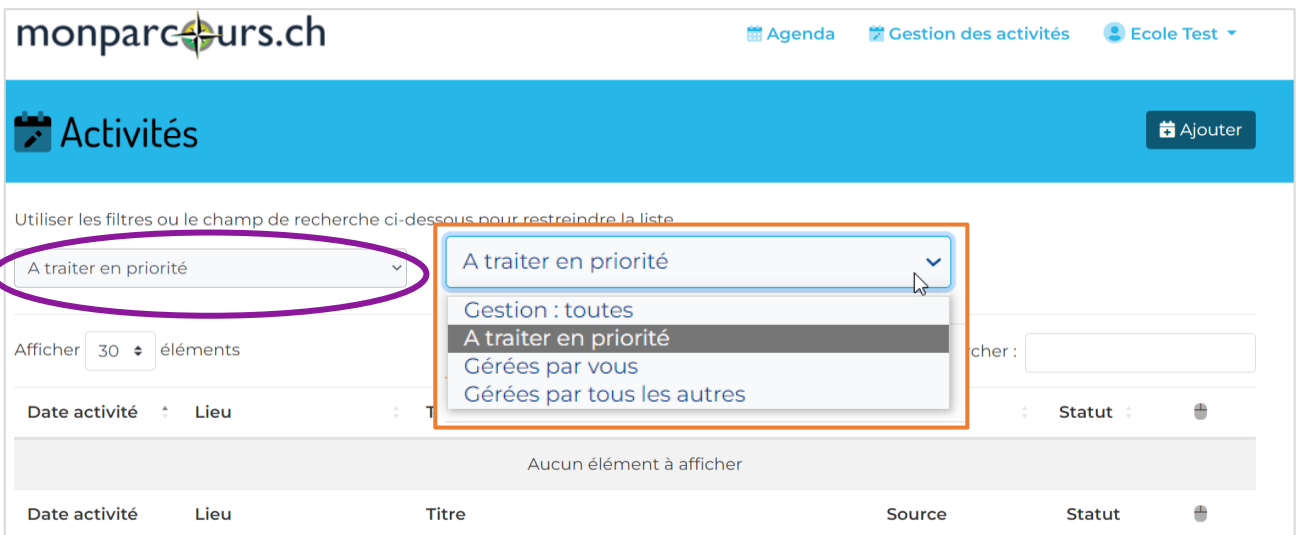 monparcours.ch
Agenda
Gestion des activités
Ecole Test
Activités
Ajouter
Utiliser les filtres ou le champ de recherche ci-dessous pour restreindre la liste
A traiter en priorité
A traiter en priorité
Gestion : toutes
A traiter en priorité
Gérées par vous
Gérées par tous les autres
Afficher 30 éléments
cher :
Date activité Lieu T Statut
Aucun élément à afficher
Date activité Lieu Titre Source Statut